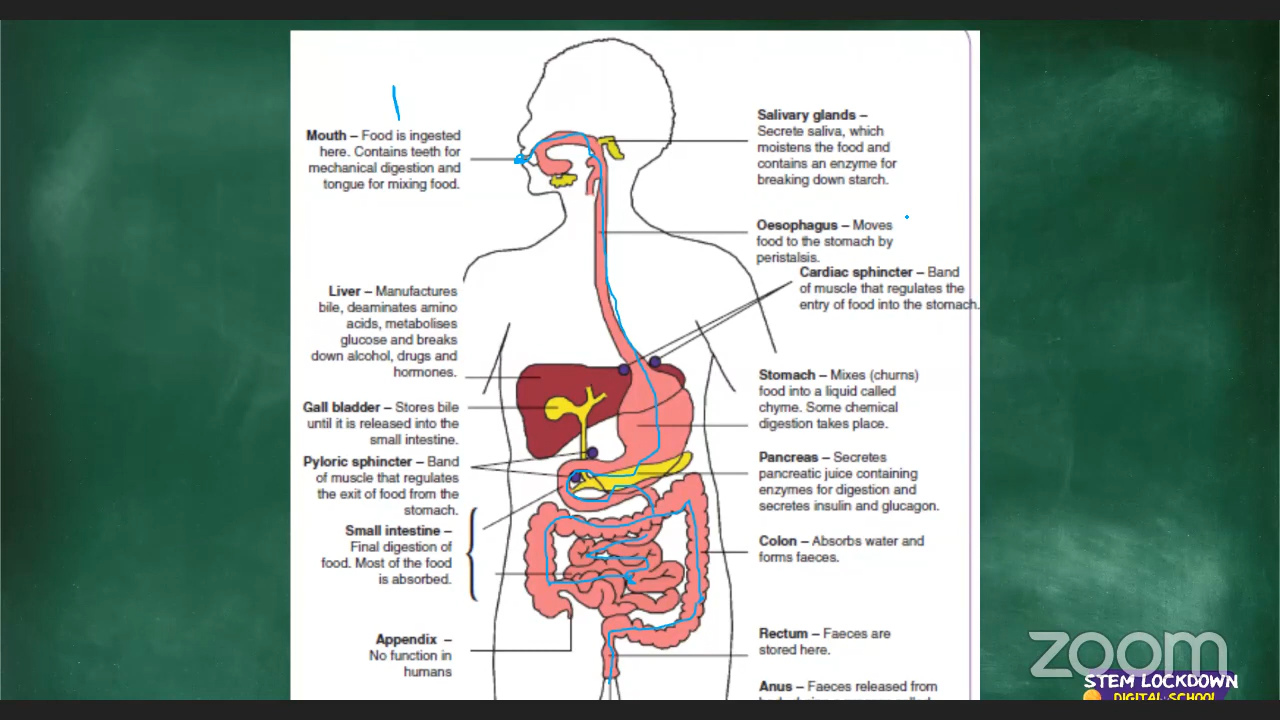 Mouth – Food is ingested
here. Contains teeth for
mechanical digestion and
tongue for mixing food.
Liver – Manufactures
bile, deaminates amino
acids, metabolises
glucose and breaks
down alcohol, drugs and
hormones.
Gall bladder – Stores bile
until it is released into the
small intestine.
Pyloric sphincter – Band
of muscle that regulates
the exit of food from the
stomach.
Small intestine –
Final digestion of
food. Most of the food
is absorbed.
Appendix –
No function in
humans
Salivary glands –
Secrete saliva, which
moistens the food and
contains an enzyme for
breaking down starch.
Oesophagus – Moves
food to the stomach by
peristalsis.
Cardiac sphincter – Band
of muscle that regulates the
entry of food into the stomach.
Stomach – Mixes (churns)
food into a liquid called
chyme. Some chemical
digestion takes place.
Pancreas – Secretes
pancreatic juice containing
enzymes for digestion and
secretes insulin and glucagon.
Colon – Absorbs water and
forms faeces.
Rectum – Faeces are
stored here.
Anus – Faeces released from
zoom
STEM LOCKDOWN
DIGITAL SCHOOL